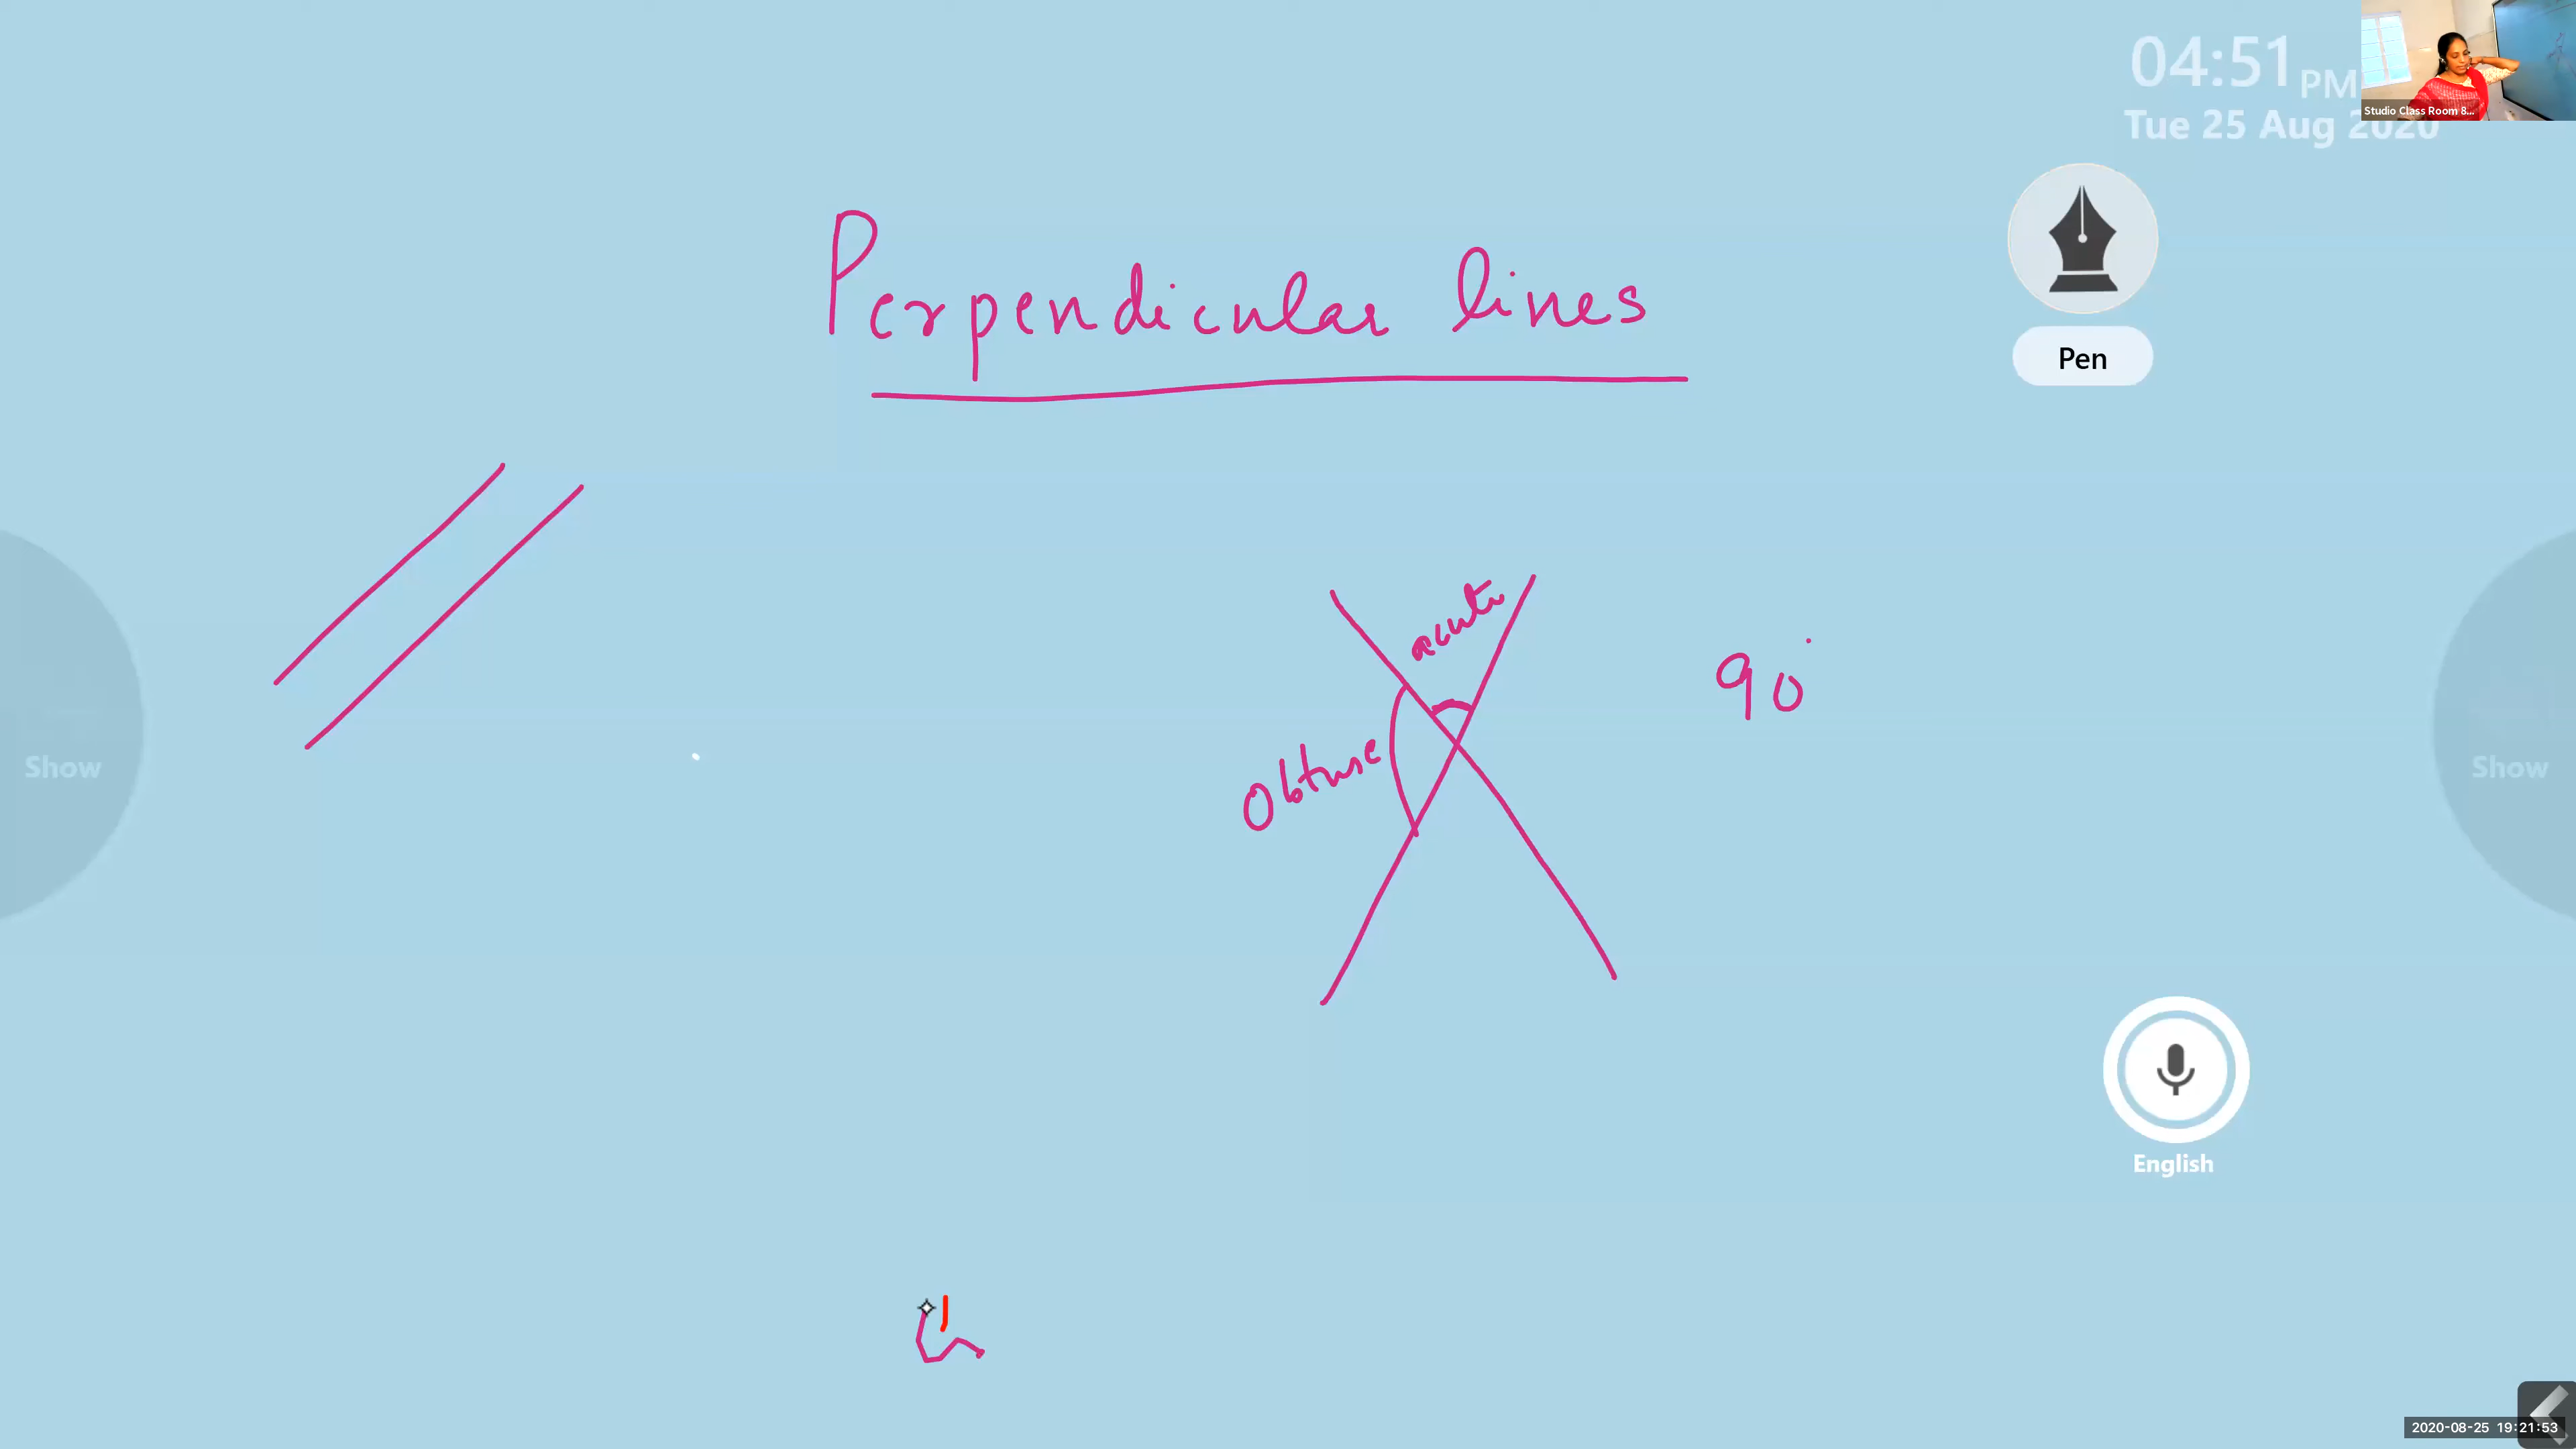 04:51 PM
Tue 25 Aug 2020
Studio Class Room 8...
Perpendicular lines
Pen
acute
90°
Obtuse
Show
Show
English
2020-08-25 19:21:53